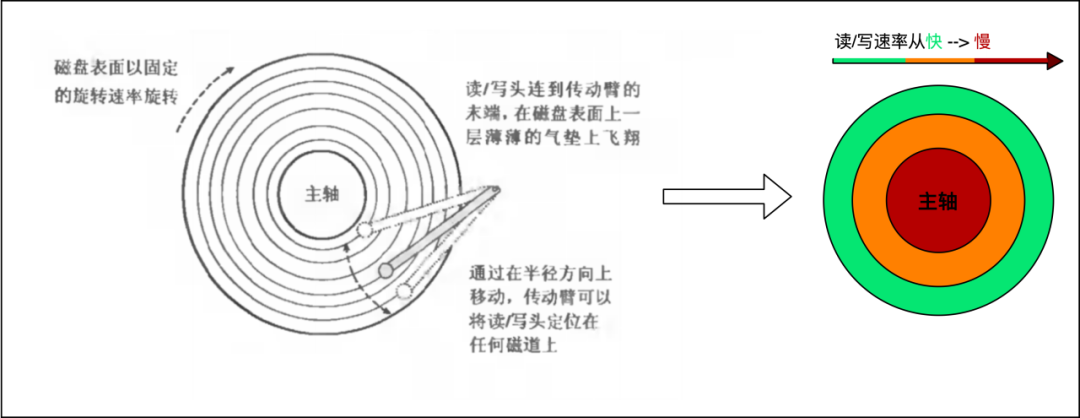 磁盘表面以固定
的旋转速率旋转
主轴
读/写头连到传动臂的
末端，在磁盘表面上一
层薄薄的气垫上飞翔
通过在半径方向上
移动，传动臂可以
将读/写头定位在
任何磁道上
读/写速率从快 --> 慢
主轴